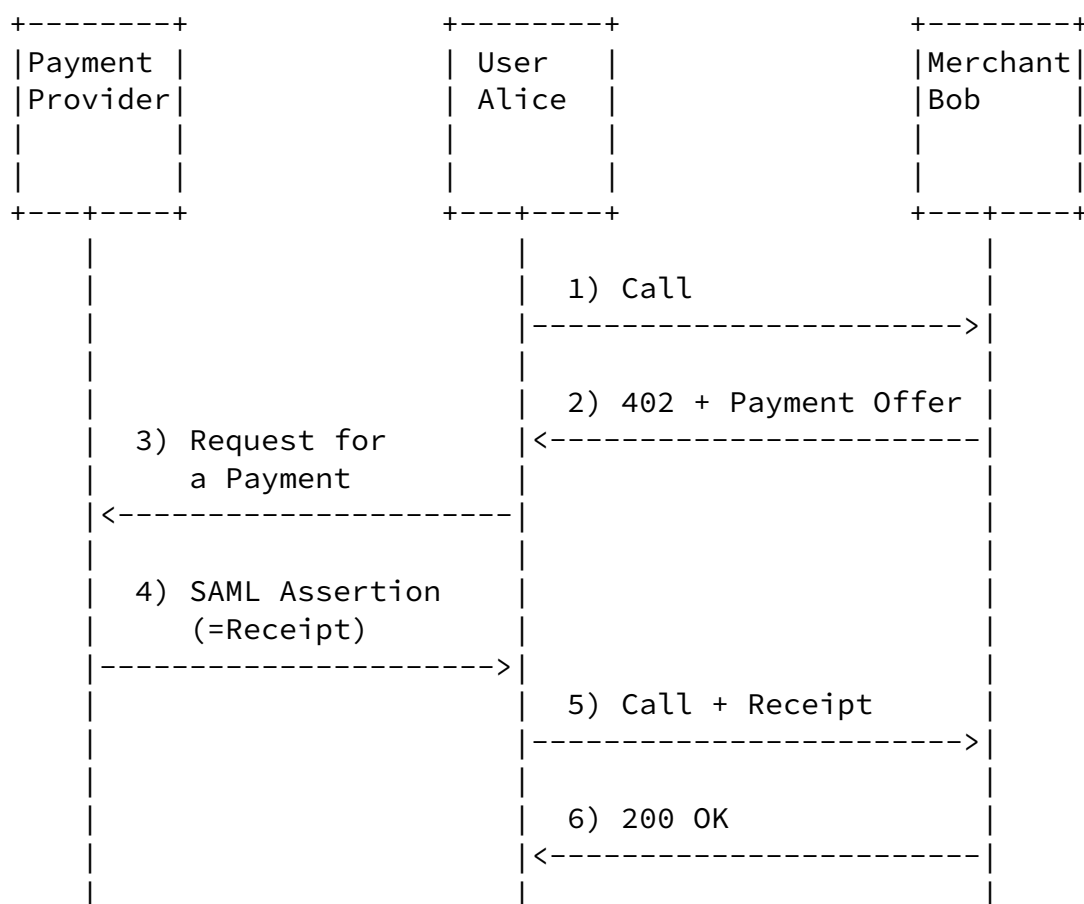 Payment Provider
User Alice
Merchant Bob
1) Call
2) 402 + Payment Offer
3) Request for
a Payment
4) SAML Assertion
(=Receipt)
5) Call + Receipt
6) 200 OK